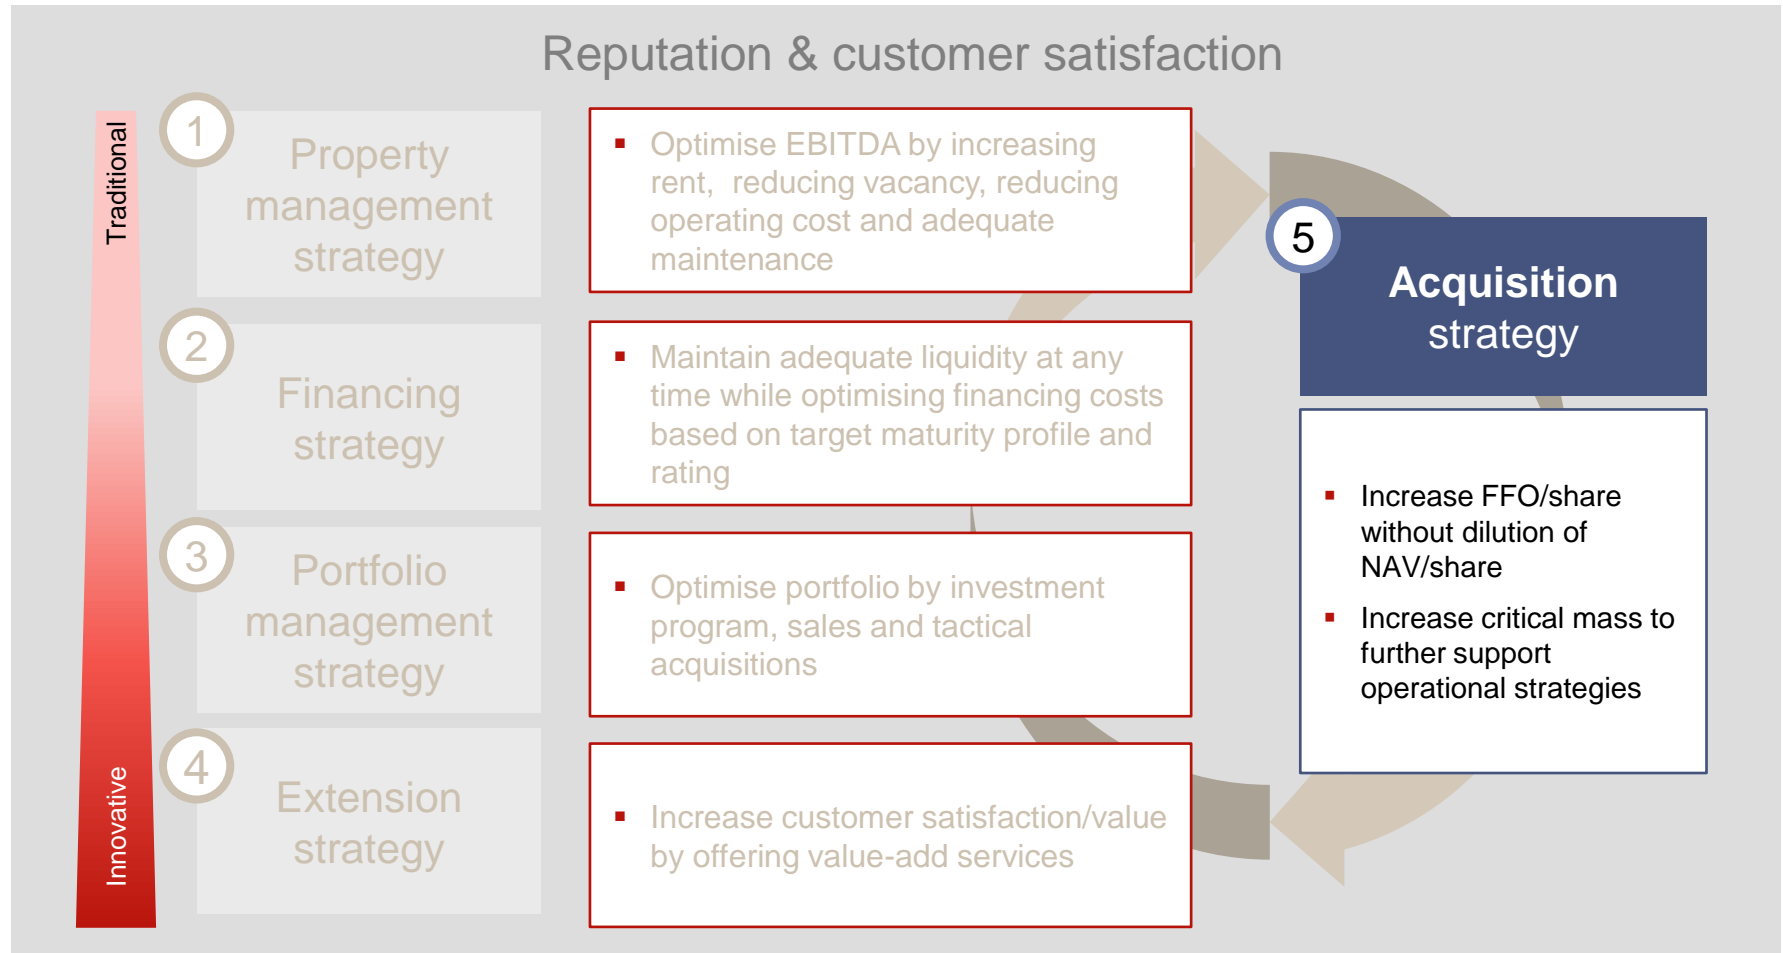 Reputation & customer satisfaction
Traditional
Innovative
1
Property
management
strategy
▪ Optimise EBITDA by increasing
rent, reducing vacancy, reducing
operating cost and adequate
maintenance
2
Financing
strategy
▪ Maintain adequate liquidity at any
time while optimising financing costs
based on target maturity profile and
rating
3
Portfolio
management
strategy
▪ Optimise portfolio by investment
program, sales and tactical
acquisitions
4
Extension
strategy
▪ Increase customer satisfaction/value
by offering value-add services
5
Acquisition
strategy
▪ Increase FFO/share
without dilution of
NAV/share
▪ Increase critical mass to
further support
operational strategies